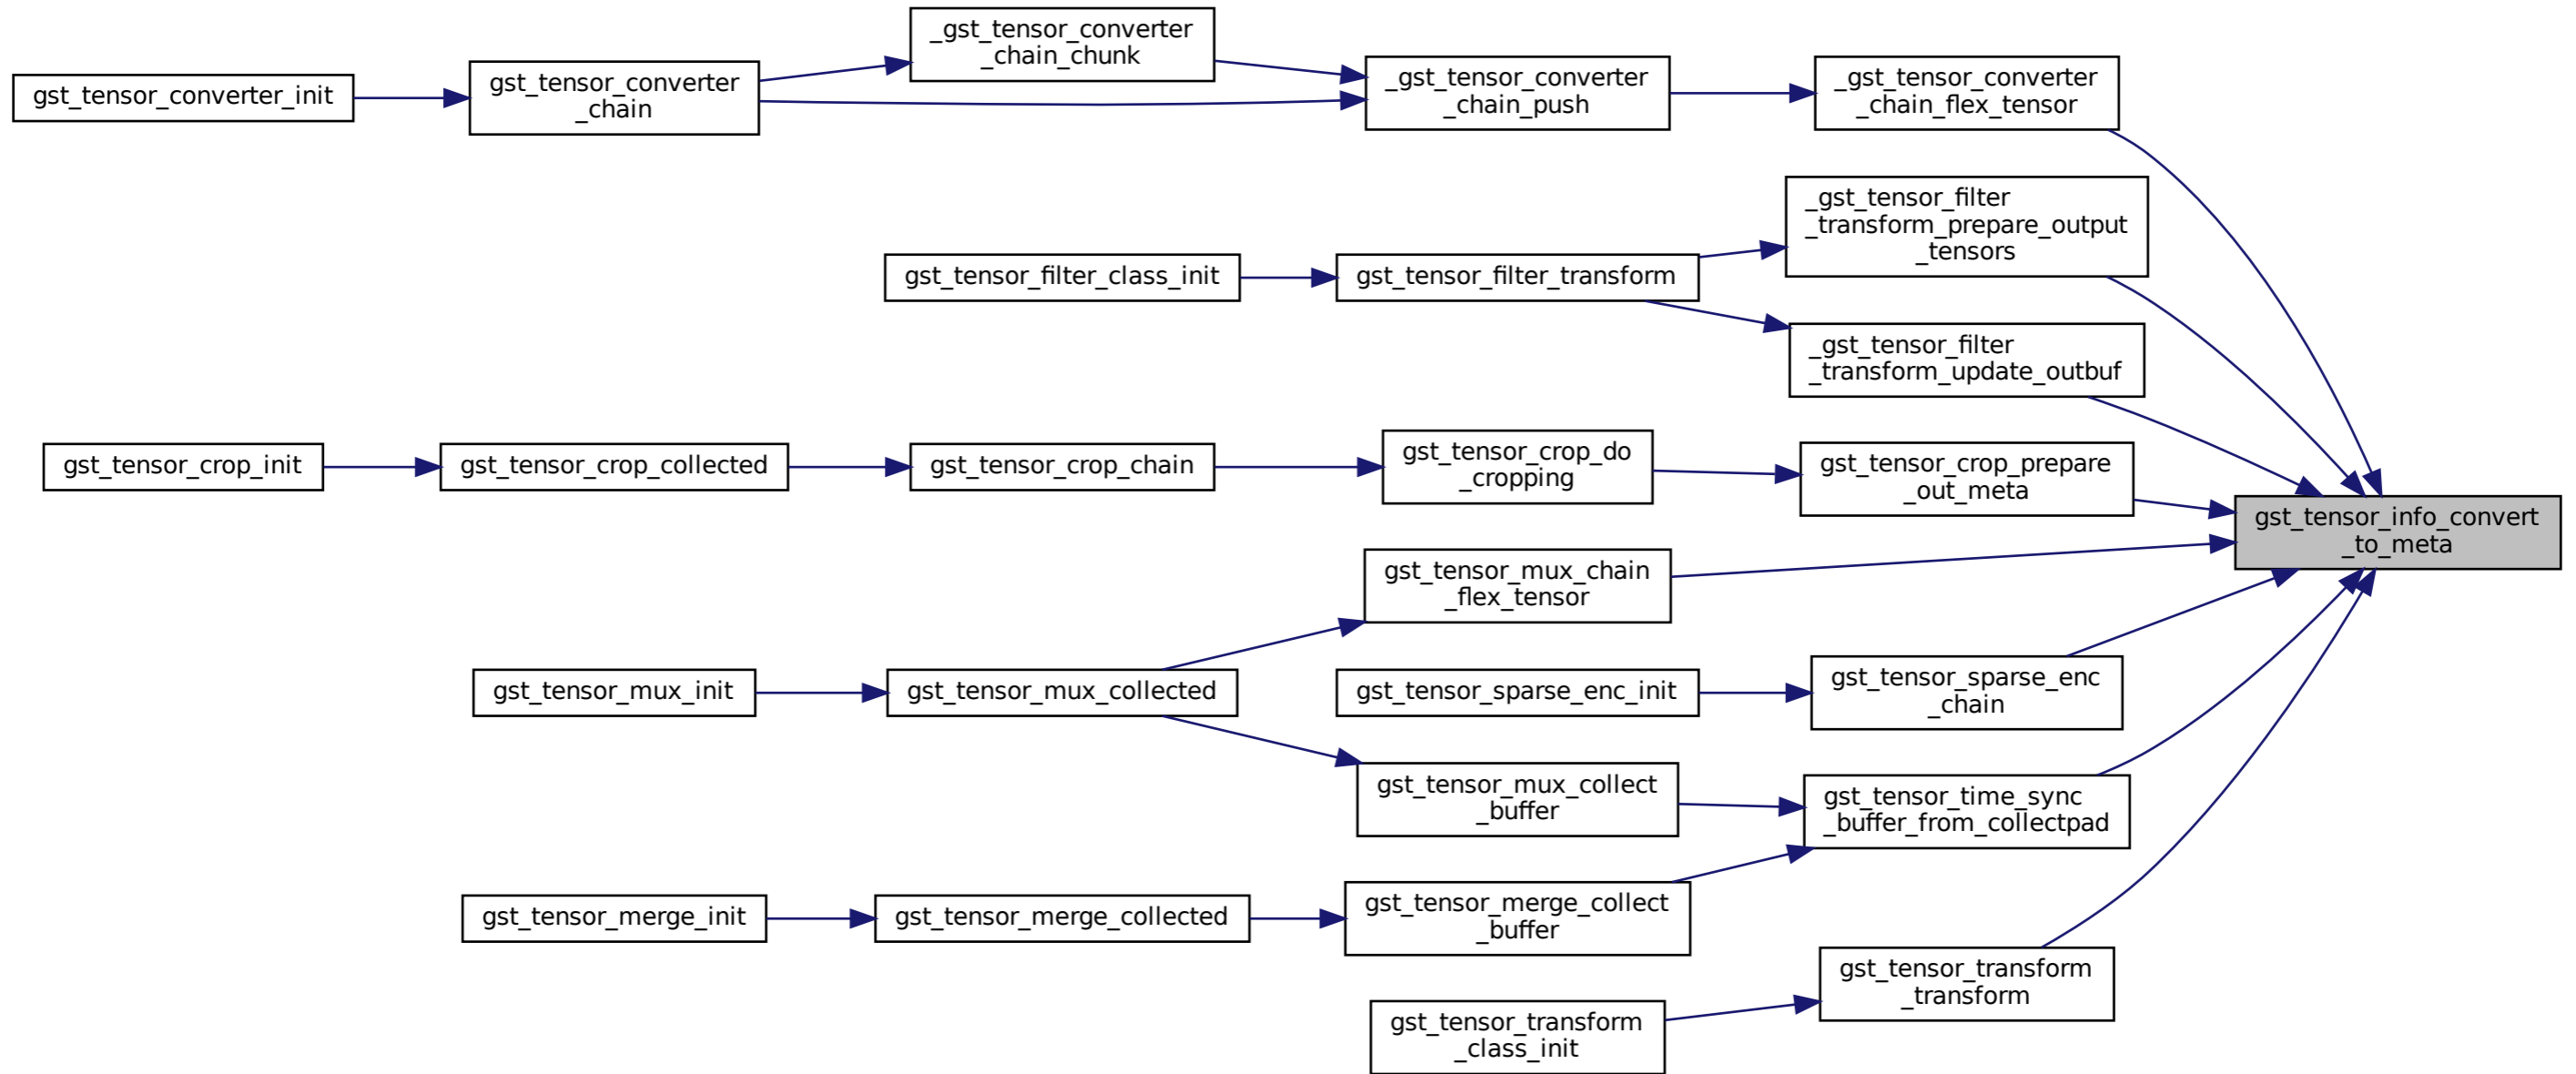 _gst_tensor_converter
_chain_chunk
gst_tensor_converter_init
gst_tensor_converter
_chain
_gst_tensor_converter
_chain_push
_gst_tensor_converter
_chain_flex_tensor
_gst_tensor_filter
_transform_prepare_output
_tensors
gst_tensor_filter_class_init
gst_tensor_filter_transform
_gst_tensor_filter
_transform_update_outbuf
gst_tensor_crop_init
gst_tensor_crop_collected
gst_tensor_crop_chain
gst_tensor_crop_do
_cropping
gst_tensor_crop_prepare
_out_meta
gst_tensor_info_convert
_to_meta
gst_tensor_mux_chain
_flex_tensor
gst_tensor_mux_init
gst_tensor_mux_collected
gst_tensor_sparse_enc_init
gst_tensor_sparse_enc
_chain
gst_tensor_mux_collect
_buffer
gst_tensor_time_sync
_buffer_from_collectpad
gst_tensor_merge_init
gst_tensor_merge_collected
gst_tensor_merge_collect
_buffer
gst_tensor_transform
_transform
gst_tensor_transform
_class_init